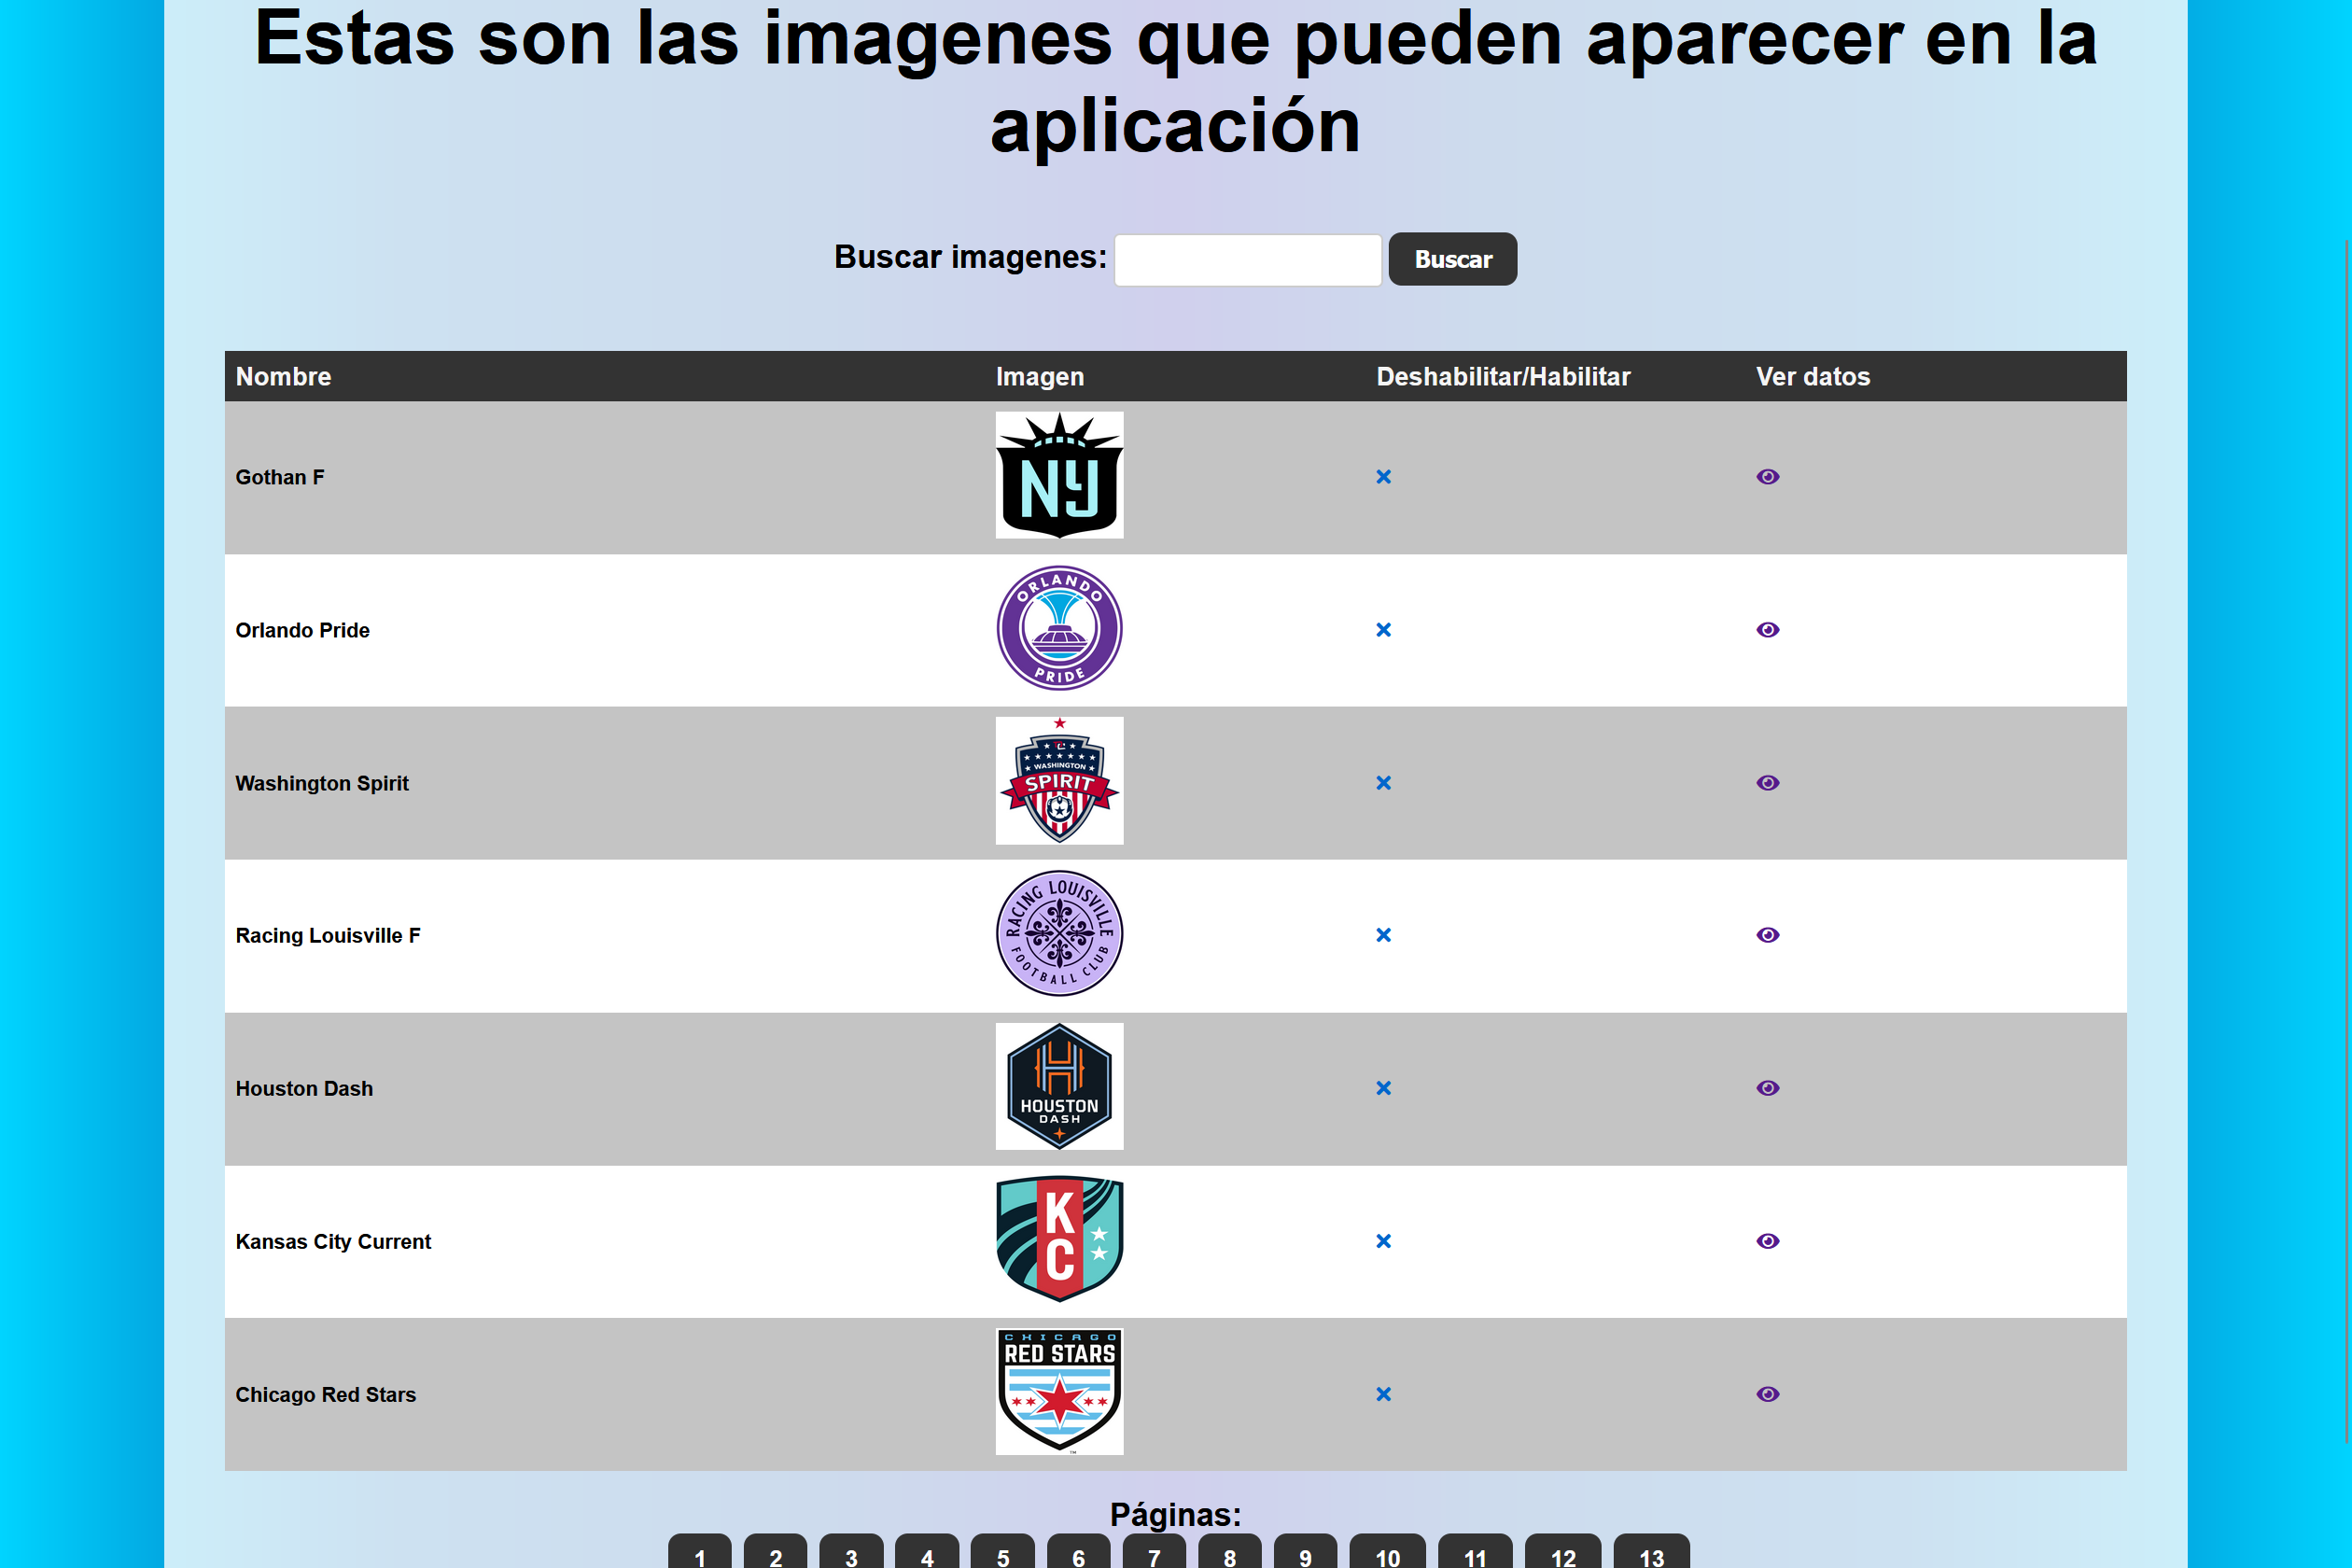 Estas son las imagenes que pueden aparecer en la
aplicación
Buscar imagenes:
Buscar
Nombre Imagen Deshabilitar/Habilitar Ver datos
Gothan F
NY
Orlando Pride
ORLANDO
PRIDE
Washington Spirit
WASHINGTON
SPIRIT
Racing Louisville F
RACING LOUISVILLE
FOOTBALL CLUB
Houston Dash
H
HOUSTON
DASH
Kansas City Current
K
C
Chicago Red Stars
CHICAGO
RED STARS
TM
Páginas:
1 2 3 4 5 6 7 8 9 10 11 12 13